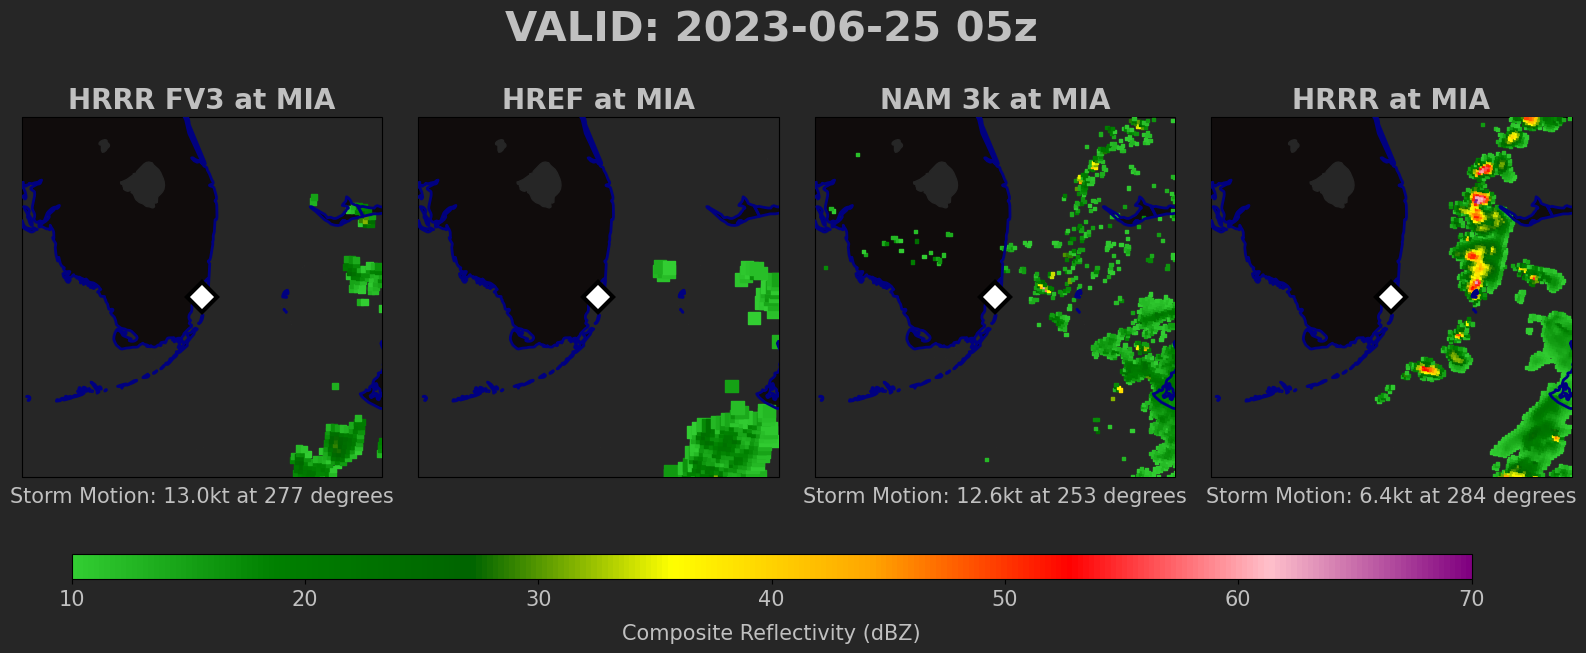 VALID: 2023-06-25 05z
HRRR FV3 at MIA
HREF at MIA
NAM 3k at MIA
HRRR at MIA
Storm Motion: 13.0kt at 277 degrees
Storm Motion: 12.6kt at 253 degrees
Storm Motion: 6.4kt at 284 degrees
10 20 30 40 50 60 70
Composite Reflectivity (dBZ)